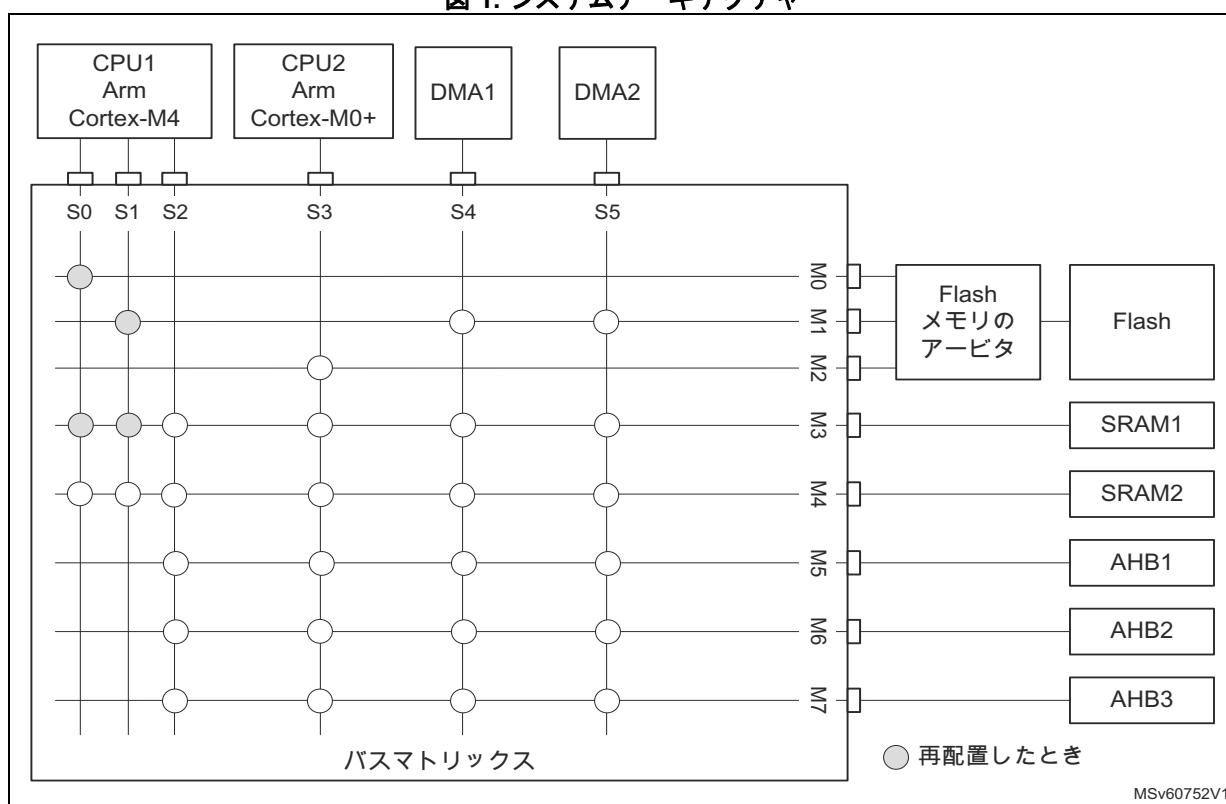 CPU1
Arm
Cortex-M4
CPU2
Arm
Cortex-M0+
DMA1
DMA2
S0 S1 S2 S3 S4 S5
M0
M1
M2
M3
M4
M5
M6
M7
Flash
メモリの
アービタ
Flash
SRAM1
SRAM2
AHB1
AHB2
AHB3
バスマトリックス
再配置したとき
MSv60752V1